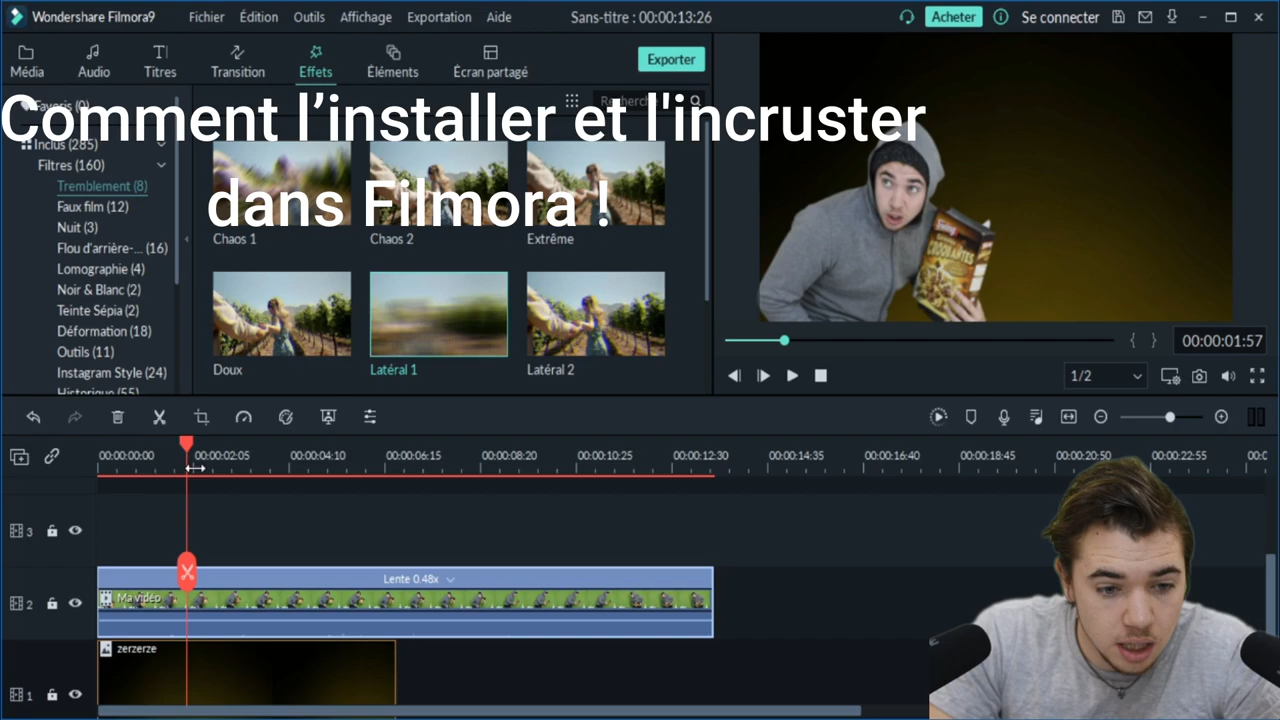 Wondershare Filmora9 Fichier Édition Outils Affichage Exportation Aide Sans-titre : 00:00:13:26 Acheter Se connecter
Média Audio Titres Transition Effets Éléments Écran partagé Exporter
Favoris (0) Recherche
Comment l’installer et l'incruster
Inclus (285)
Filtres (160)
Tremblement (8)
dans Filmora !
Faux film (12)
Nuit (3)
Chaos 1 Chaos 2 Extrême
Flou d'arrière-... (16)
Lomographie (4)
Noir & Blanc (2)
Teinte Sépia (2)
Déformation (18)
Outils (11)
Instagram Style (24)
Doux Latéral 1 Latéral 2
Historique (55)
CROQUANTES
{ } 00:00:01:57
1/2
00:00:00:00 00:00:02:05 00:00:04:10 00:00:06:15 00:00:08:20 00:00:10:25 00:00:12:30 00:00:14:35 00:00:16:40 00:00:18:45 00:00:20:50 00:00:22:55 00:0
3
Lente 0.48x
Ma vidéo
2
zerzerze
1